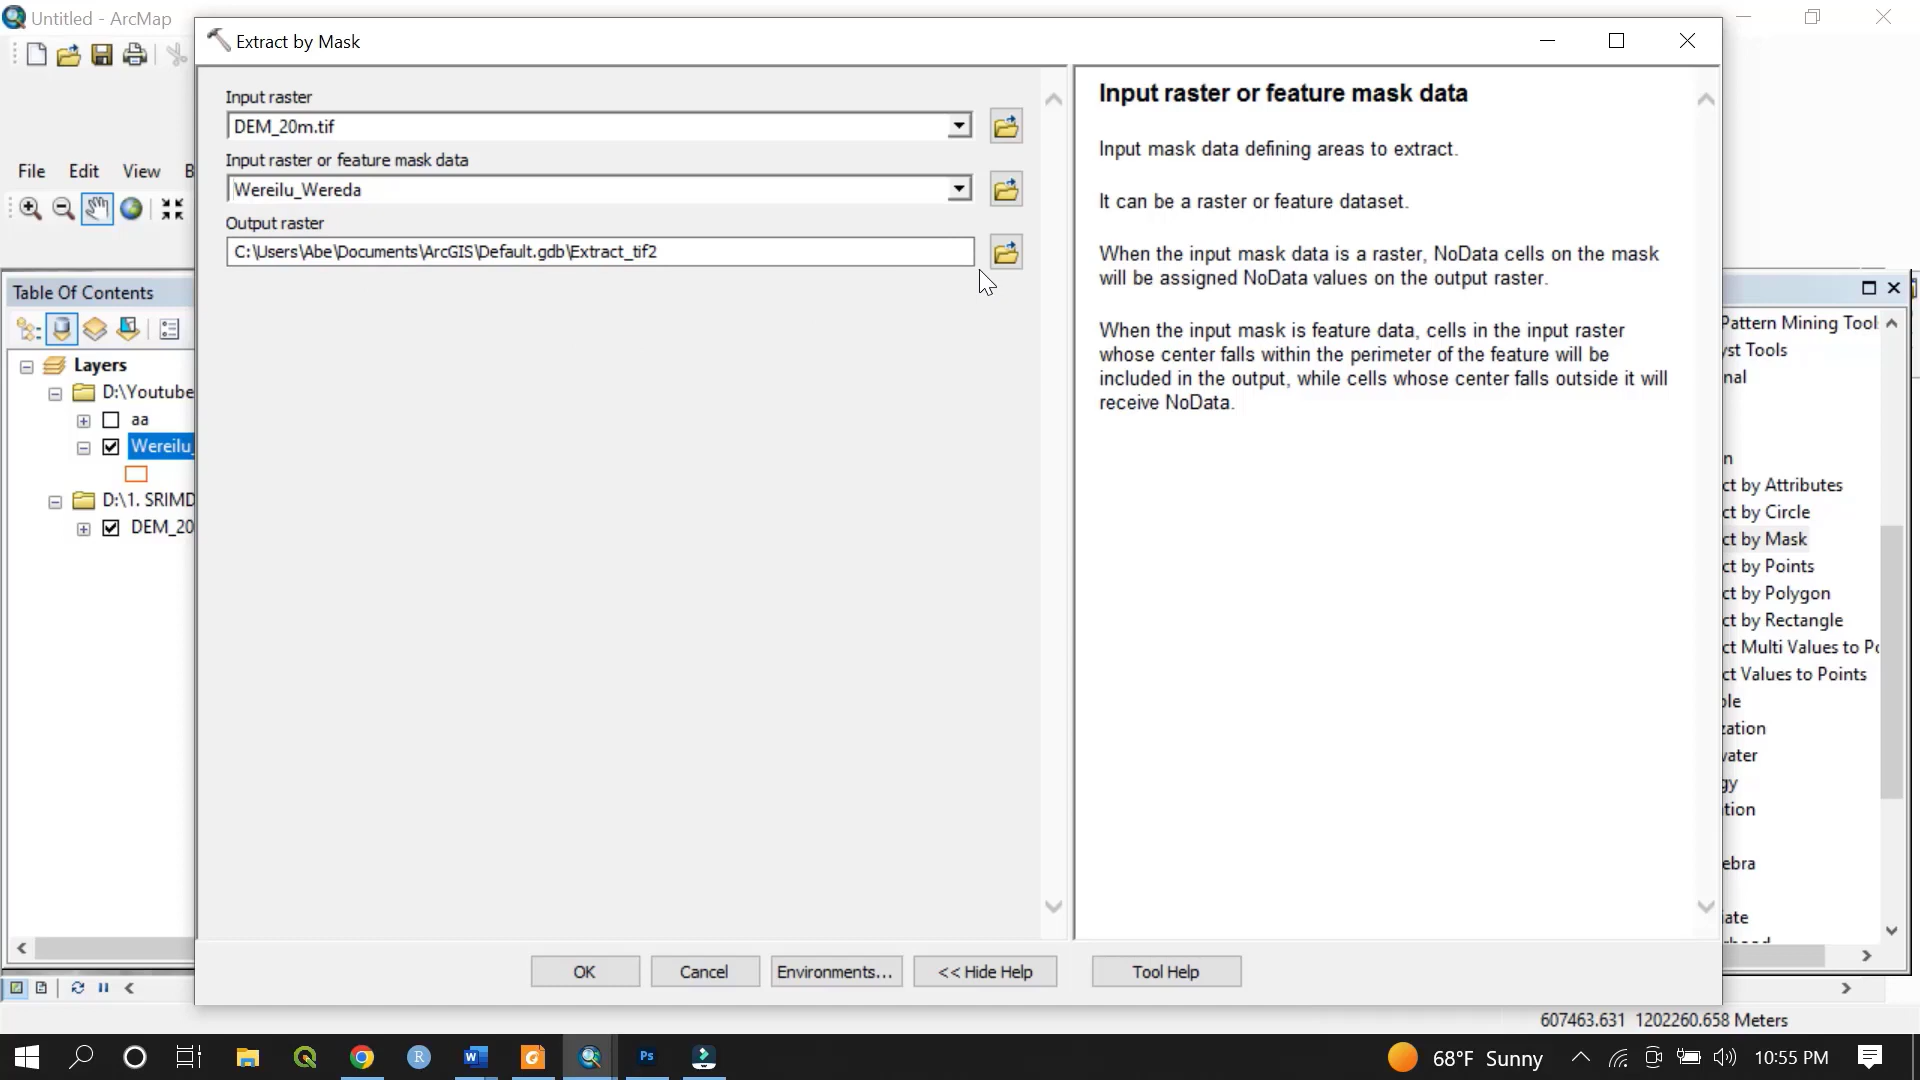 Untitled - ArcMap
Extract by Mask
Input raster
DEM_20m.tif
Input raster or feature mask data
Wereilu_Wereda
Output raster
C:\Users\Abe\Documents\ArcGIS\Default.gdb\Extract_tif2
Input raster or feature mask data
Input mask data defining areas to extract.
It can be a raster or feature dataset.
When the input mask data is a raster, NoData cells on the mask
will be assigned NoData values on the output raster.
When the input mask is feature data, cells in the input raster
whose center falls within the perimeter of the feature will be
included in the output, while cells whose center falls outside it will
receive NoData.
File Edit View B
Table Of Contents
Layers
D:\Youtube
aa
Wereilu_
D:\1. SRIMD
DEM_20
Pattern Mining Tool
yst Tools
nal
n
ct by Attributes
ct by Circle
ct by Mask
ct by Points
ct by Polygon
ct by Rectangle
ct Multi Values to Po
ct Values to Points
ble
zation
water
gy
tion
ebra
ate
OK Cancel Environments... << Hide Help Tool Help
607463.631 1202260.658 Meters
R W Ps 68°F Sunny 10:55 PM